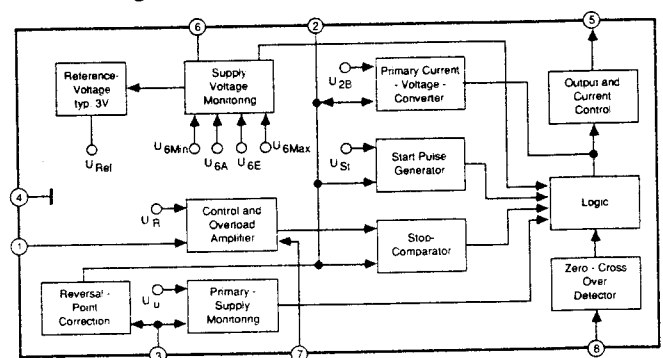 6
2
5
Reference-
Voltage
typ. 3V
Supply
Voltage
Monitoring
U2B
Primary Current
- Voltage -
Converter
Output and
Current
Control
URef
U6Min
U6A
U6E
U6Max
USt
Start Pulse
Generator
4
UR
Control and
Overload
Amplifier
Logic
1
Stop-
Comparator
Reversal -
Point
Correction
Uu
Primary -
Supply
Monitoring
Zero - Cross
Over
Detector
3
7
8